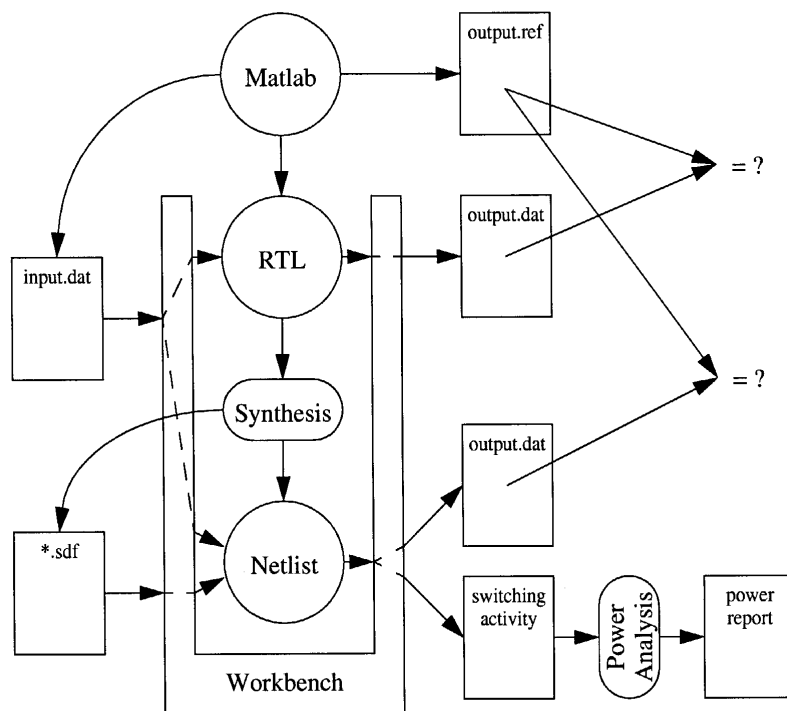 output.ref
Matlab
= ?
output.dat
RTL
input.dat
= ?
Synthesis
output.dat
*.sdf
Netlist
switching
activity
Power
Analysis
power
report
Workbench